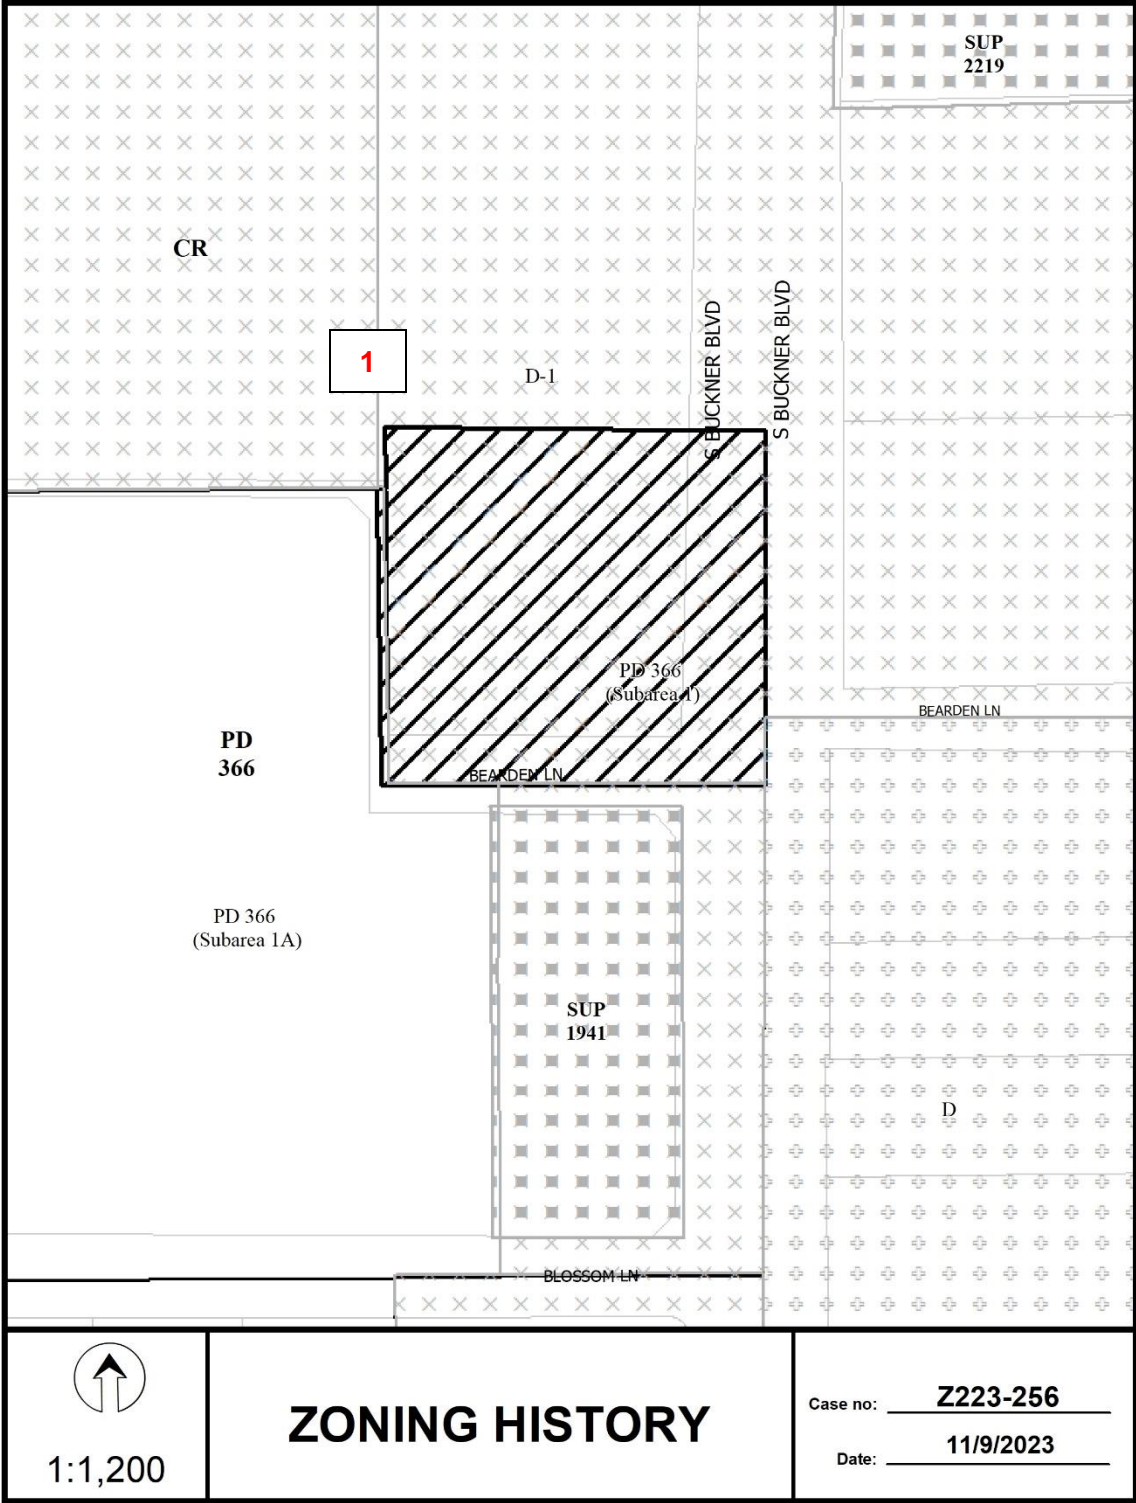 SUP
2219
CR
S BUCKNER BLVD
S BUCKNER BLVD
1
D-1
PD 366
(Subarea 1)
BEARDEN LN
PD
366
BEARDEN LN
PD 366
(Subarea 1A)
SUP
1941
D
BLOSSOM LN
1:1,200
ZONING HISTORY
Case no: Z223-256
Date: 11/9/2023